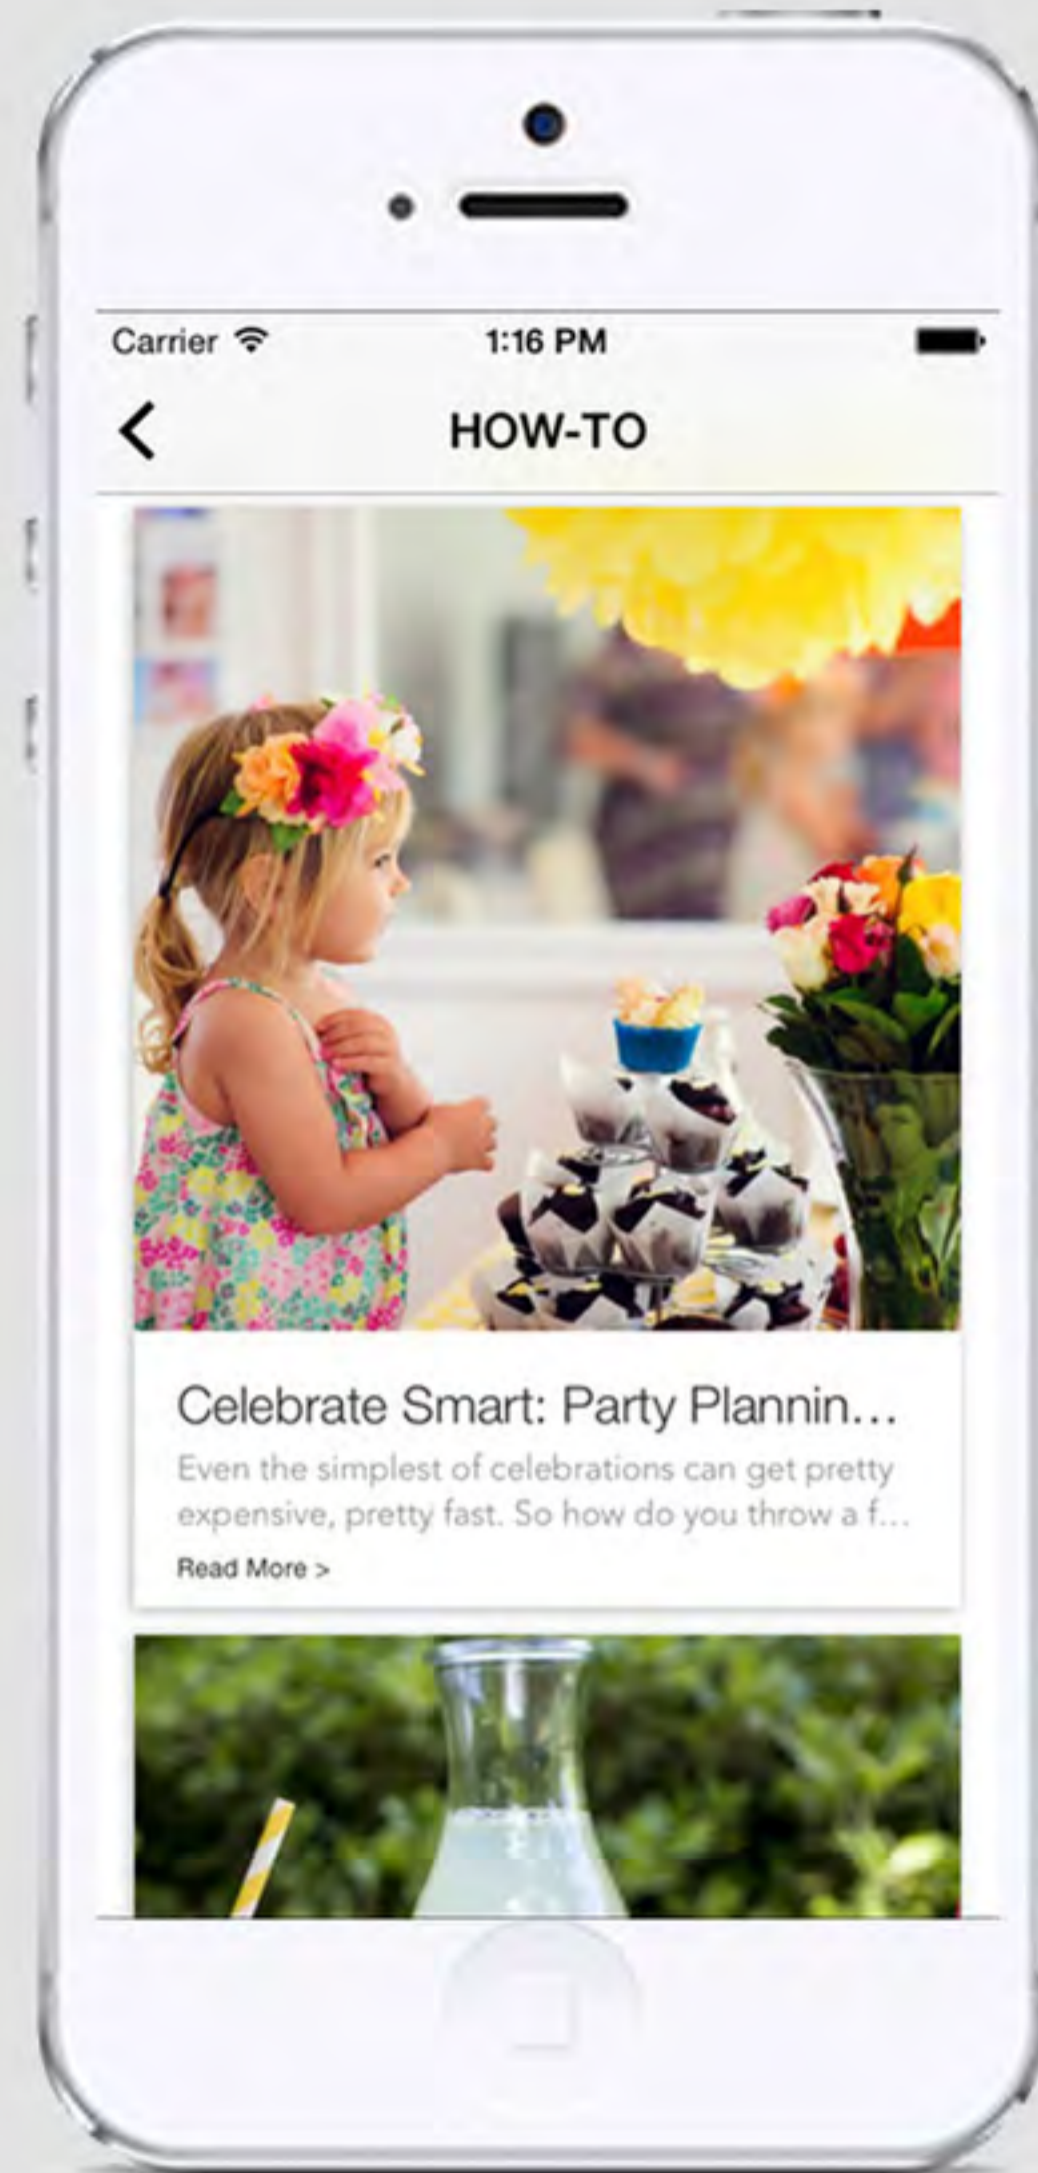 Carrier
1:16 PM
HOW-TO
Celebrate Smart: Party Plannin...
Even the simplest of celebrations can get pretty
expensive, pretty fast. So how do you throw a f...
Read More >